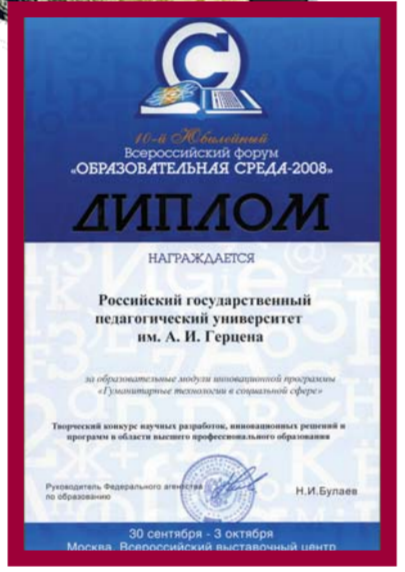 10-й Юбилейный
Всероссийский форум
«ОБРАЗОВАТЕЛЬНАЯ СРЕДА-2008»
ДИПЛОМ
НАГРАЖДАЕТСЯ
Российский государственный
педагогический университет
им. А. И. Герцена
за образовательные модули инновационной программы
«Гуманитарные технологии в социальной сфере»
Творческий конкурс научных разработок, инновационных решений и
программ в области высшего профессионального образования
Руководитель Федерального агентства
по образованию
Н.И.Булаев
30 сентября - 3 октября
Москва, Всероссийский выставочный центр